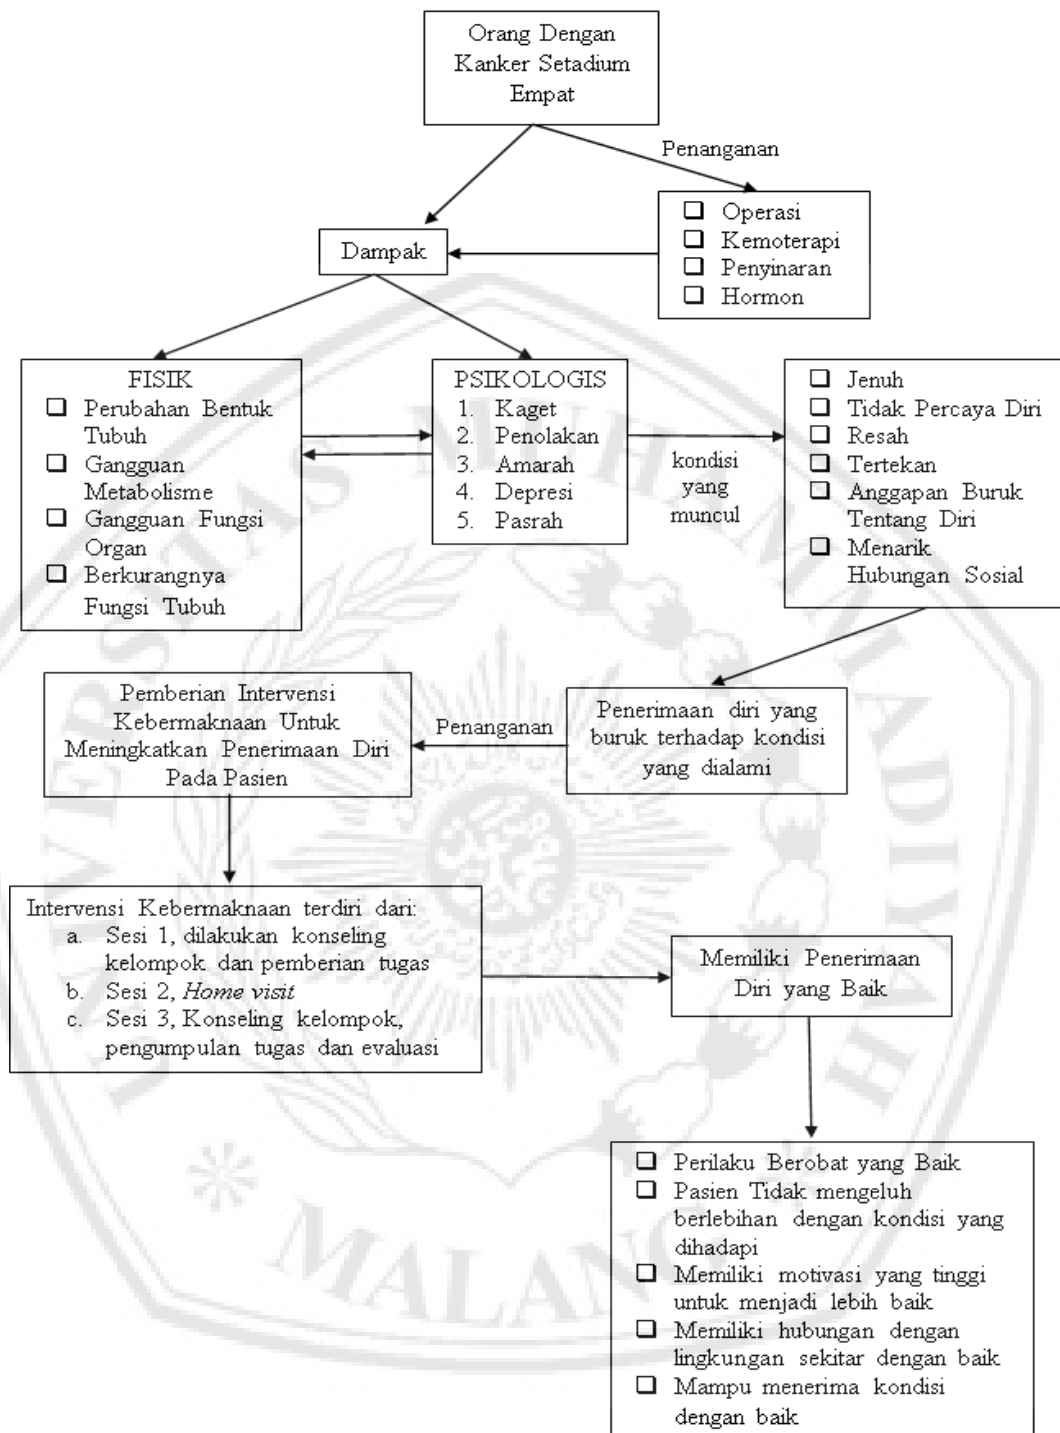 Orang Dengan
Kanker Setadium
Empat
Penanganan
❑ Operasi
❑ Kemoterapi
❑ Penyinaran
❑ Hormon
Dampak
FISIK
❑ Perubahan Bentuk
Tubuh
❑ Gangguan
Metabolisme
❑ Gangguan Fungsi
Organ
❑ Berkurangnya
Fungsi Tubuh
PSIKOLOGIS
1. Kaget
2. Penolakan
3. Amarah
4. Depresi
5. Pasrah
kondisi
yang
muncul
❑ Jenuh
❑ Tidak Percaya Diri
❑ Resah
❑ Tertekan
❑ Anggapan Buruk
Tentang Diri
❑ Menarik
Hubungan Sosial
Penerimaan diri yang
buruk terhadap kondisi
yang dialami
Penanganan
Pemberian Intervensi
Kebermaknaan Untuk
Meningkatkan Penerimaan Diri
Pada Pasien
Intervensi Kebermaknaan terdiri dari:
a. Sesi 1, dilakukan konseling
kelompok dan pemberian tugas
b. Sesi 2, Home visit
c. Sesi 3, Konseling kelompok,
pengumpulan tugas dan evaluasi
Memiliki Penerimaan
Diri yang Baik
❑ Perilaku Berobat yang Baik
❑ Pasien Tidak mengeluh
berlebihan dengan kondisi yang
dihadapi
❑ Memiliki motivasi yang tinggi
untuk menjadi lebih baik
❑ Memiliki hubungan dengan
lingkungan sekitar dengan baik
❑ Mampu menerima kondisi
dengan baik
UNIVERSITAS MUHAMMADIYAH
MALANG